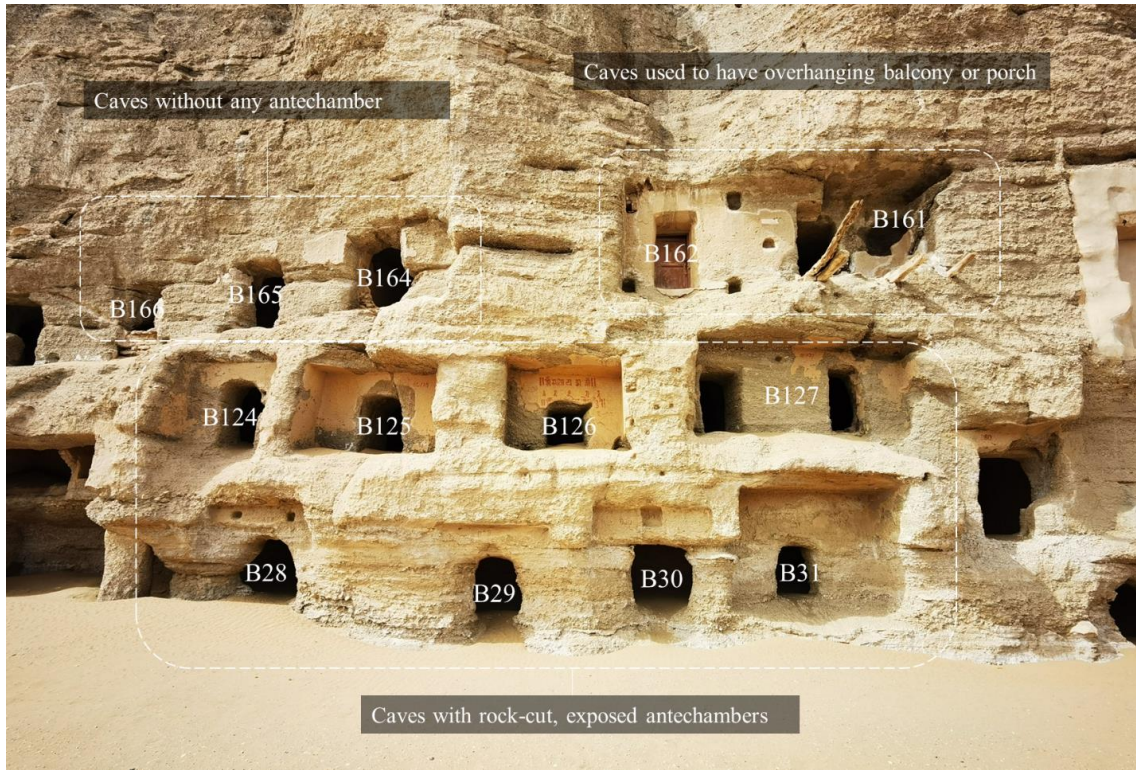 Caves used to have overhanging balcony or porch
Caves without any antechamber
B161
B162
B164
B165
B166
B124
B125
B126
B127
B28
B29
B30
B31
Caves with rock-cut, exposed antechambers